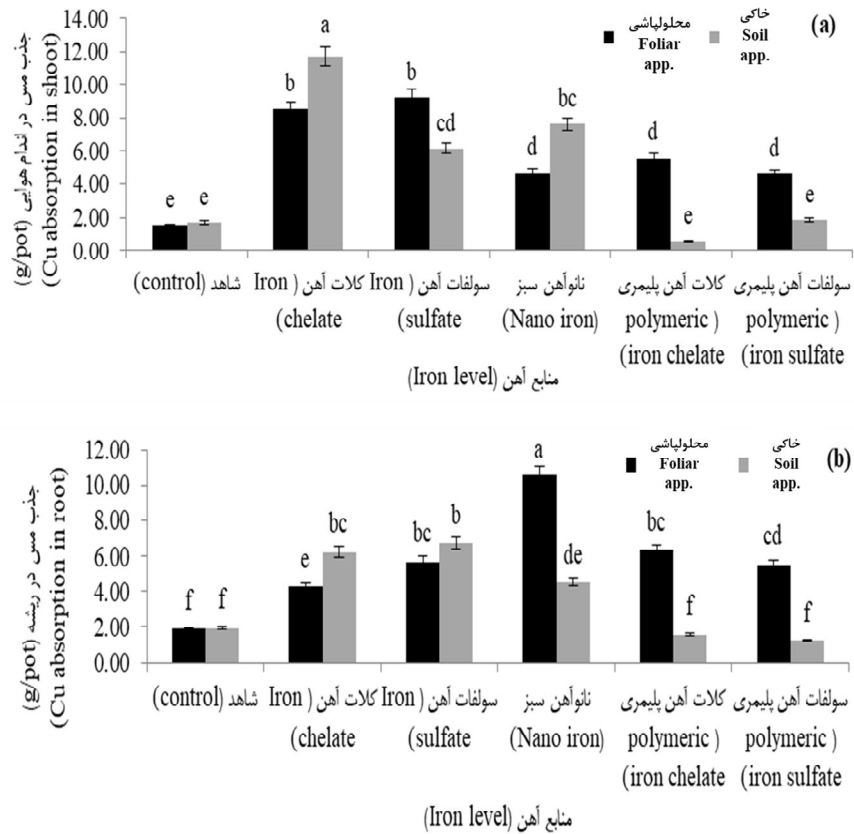 (a)
محلولپاشی
Foliar
app.
خاکی
Soil
app.
جذب مس در اندام هوایی (g/pot)
(Cu absorption in shoot)
14.00
12.00
10.00
8.00
6.00
4.00
2.00
0.00
e e b a b cd d bc d e d e
شاهد (control)
کلات آهن ( Iron
(chelate
سولفات آهن ( Iron
(sulfate
نانوآهن سبز
(Nano iron)
کلات آهن پلیمری
polymeric )
(iron chelate
سولفات آهن پلیمری
polymeric )
(iron sulfate
منابع آهن (Iron level)
(b)
محلولپاشی
Foliar
app.
خاکی
Soil
app.
جذب مس در ریشه (g/pot)
(Cu absorption in root)
12.00
10.00
8.00
6.00
4.00
2.00
0.00
f f e bc bc b a de bc f cd f
شاهد (control)
کلات آهن ( Iron
(chelate
سولفات آهن ( Iron
(sulfate
نانوآهن سبز
(Nano iron)
کلات آهن پلیمری
polymeric )
(iron chelate
سولفات آهن پلیمری
polymeric )
(iron sulfate
منابع آهن (Iron level)